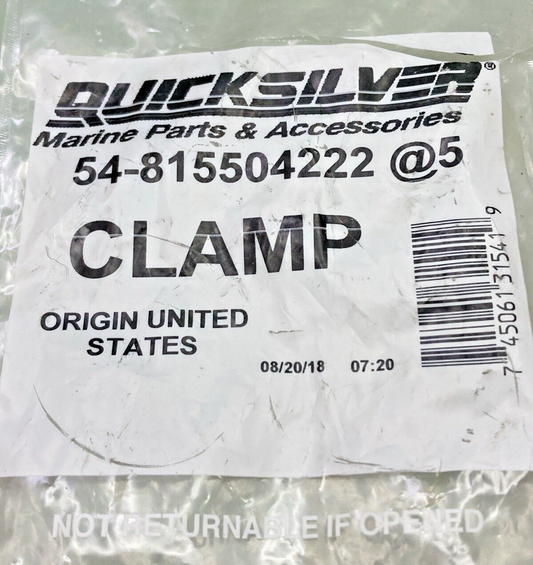 QUICKSILVER®
Marine Parts & Accessories
54-815504222 @5
CLAMP
ORIGIN UNITED
STATES
08/20/18 07:20
7 45061 31541 9
NOT RETURNABLE IF OPENED